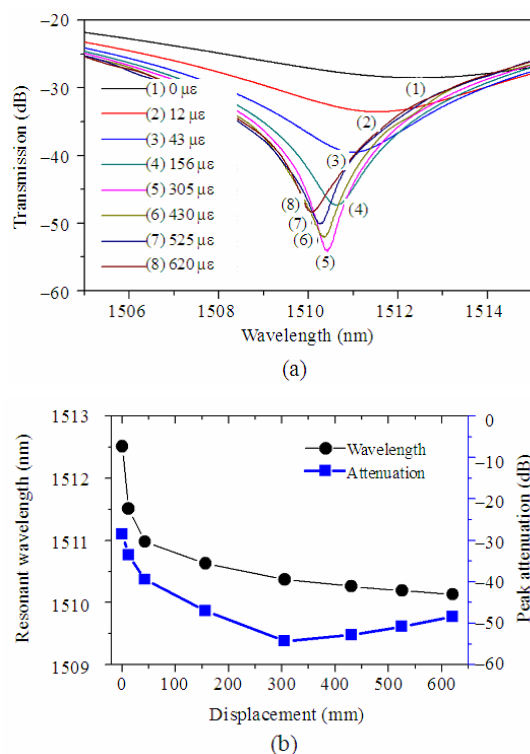 −20
−30
−40
−50
−60
Transmission (dB)
(1) 0 µε
(2) 12 µε
(3) 43 µε
(4) 156 µε
(5) 305 µε
(6) 430 µε
(7) 525 µε
(8) 620 µε
(1)
(2)
(3)
(4)
(8)
(7)
(6)
(5)
1506 1508 1510 1512 1514
Wavelength (nm)
(a)
1513
1512
1511
1510
1509
Resonant wavelength (nm)
Wavelength
Attenuation
0
−10
−20
−30
−40
−50
−60
Peak attenuation (dB)
0 100 200 300 400 500 600
Displacement (mm)
(b)